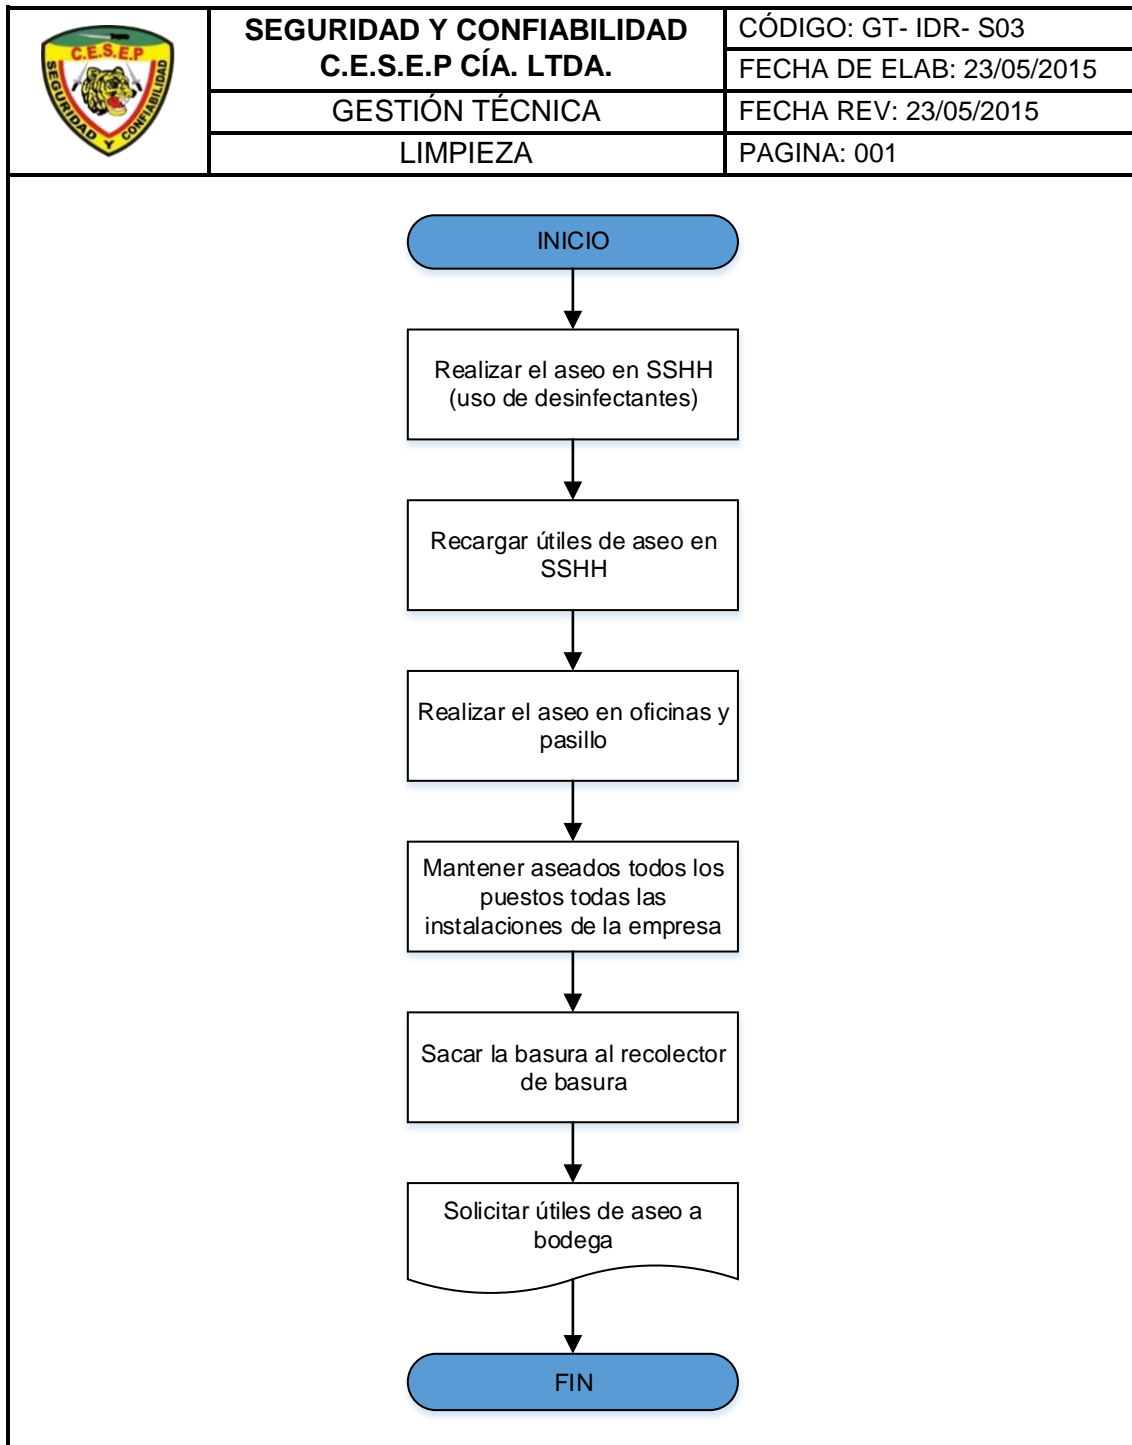 C.E.S.E.P
SEGURIDAD Y CONFIABILIDAD
SEGURIDAD Y CONFIABILIDAD
C.E.S.E.P CÍA. LTDA.
GESTIÓN TÉCNICA
LIMPIEZA
CÓDIGO: GT- IDR- S03
FECHA DE ELAB: 23/05/2015
FECHA REV: 23/05/2015
PAGINA: 001
INICIO
Realizar el aseo en SSHH
(uso de desinfectantes)
Recargar útiles de aseo en
SSHH
Realizar el aseo en oficinas y
pasillo
Mantener aseados todos los
puestos todas las
instalaciones de la empresa
Sacar la basura al recolector
de basura
Solicitar útiles de aseo a
bodega
FIN